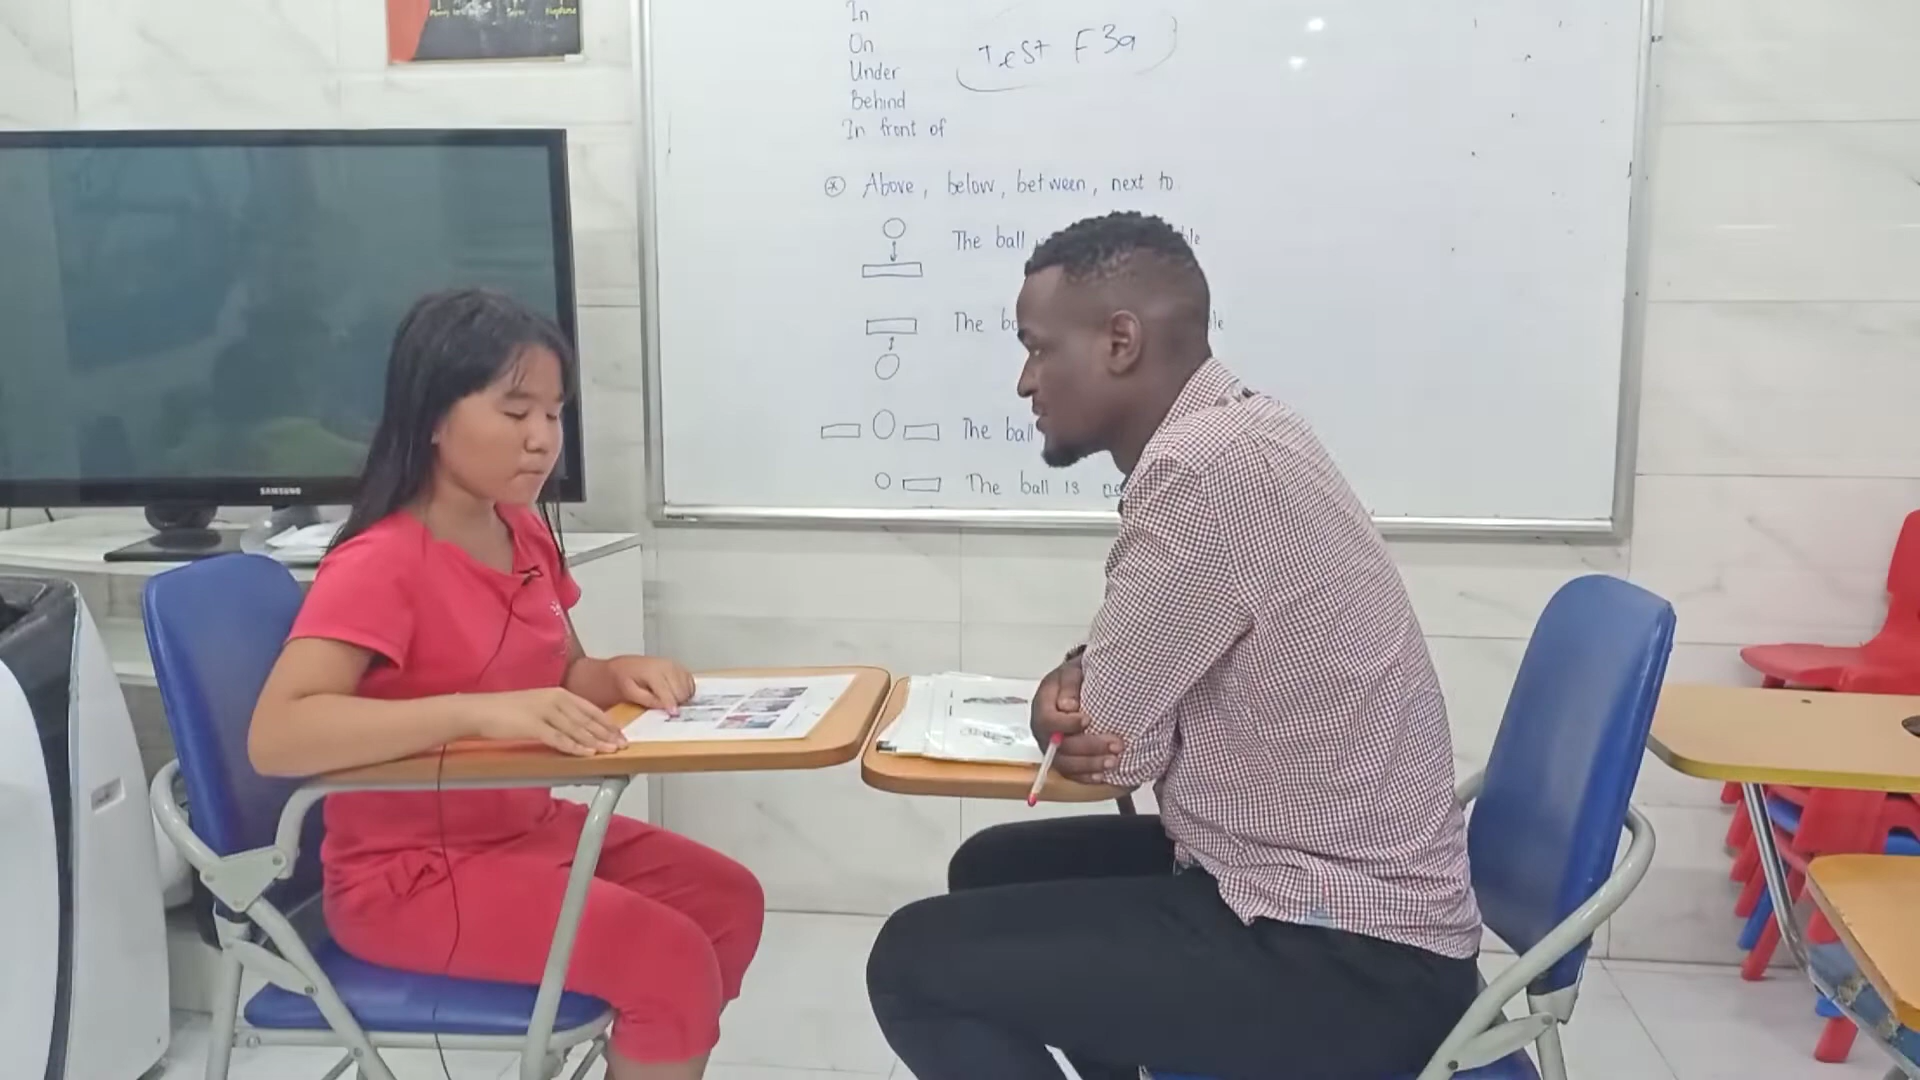 In
On
Under
Behind
In front of
Test F3a
Above, below, between, next to
The ball
The
The ball
The ball is
SAMSUNG